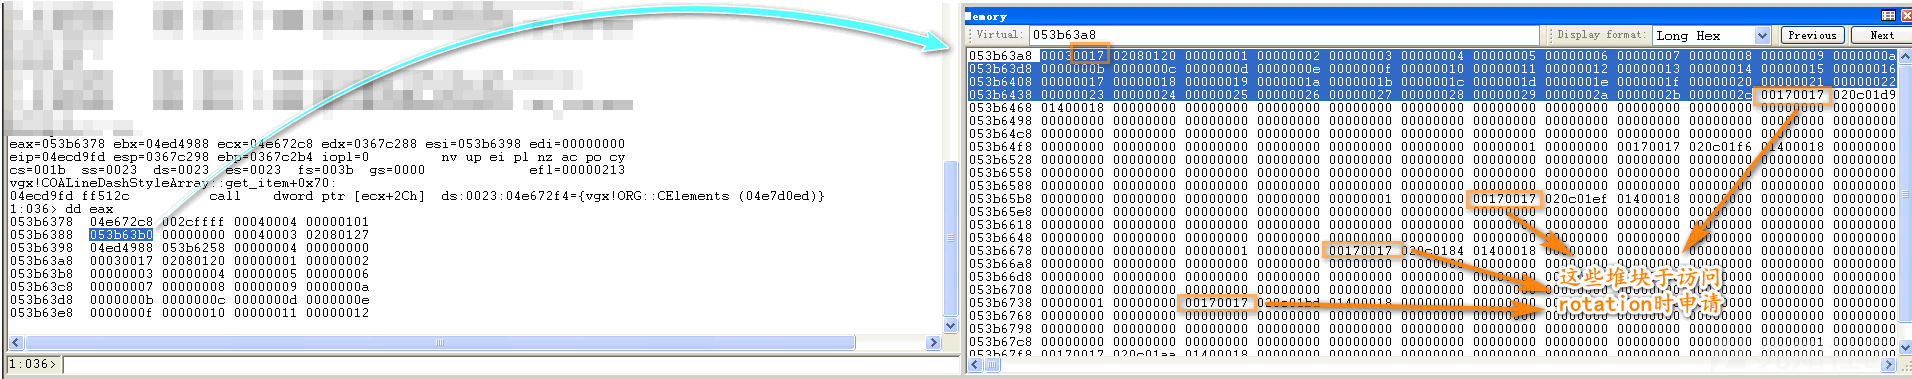 eax=053b6378 ebx=04ed4988 ecx=04e672c8 edx=0367c288 esi=053b6398 edi=00000000
eip=04ecd9fd esp=0367c298 ebp=0367c2b4 iopl=0 nv up ei pl nz ac po cy
cs=001b ss=0023 ds=0023 es=0023 fs=003b gs=0000 efl=00000213
vgx!COALineDashStyleArray::get_item+0x70:
04ecd9fd ff512c call dword ptr [ecx+2Ch] ds:0023:04e672f4={vgx!ORG::CElements (04e7d0ed)}
1:036> dd eax
053b6378 04e672c8 002cffff 00040004 00000101
053b6388 053b63b0 00000000 00040003 02080127
053b6398 04ed4988 053b6258 00000004 00000000
053b63a8 00030017 02080120 00000001 00000002
053b63b8 00000003 00000004 00000005 00000006
053b63c8 00000007 00000008 00000009 0000000a
053b63d8 0000000b 0000000c 0000000d 0000000e
053b63e8 0000000f 00000010 00000011 00000012
1:036>
Memory
Virtual: 053b63a8 Display format: Long Hex Previous Next
053b63a8 00030017 02080120 00000001 00000002 00000003 00000004 00000005 00000006 00000007 00000008 00000009 0000000a
053b63d8 0000000b 0000000c 0000000d 0000000e 0000000f 00000010 00000011 00000012 00000013 00000014 00000015 00000016
053b6408 00000017 00000018 00000019 0000001a 0000001b 0000001c 0000001d 0000001e 0000001f 00000020 00000021 00000022
053b6438 00000023 00000024 00000025 00000026 00000027 00000028 00000029 0000002a 0000002b 0000002c 00170017 020c01d9
053b6468 01400018 00000000 00000000 00000000 00000000 00000000 00000000 00000000 00000000 00000000 00000000 00000000
053b6498 00000000 00000000 00000000 00000000 00000000 00000000 00000000 00000000 00000000 00000000 00000000 00000000
053b64c8 00000000 00000000 00000000 00000000 00000000 00000000 00000000 00000000 00000000 00000000 00000000 00000000
053b64f8 00000000 00000000 00000000 00000000 00000000 00000000 00000001 00000000 00170017 020c01f6 01400018 00000000
053b6528 00000000 00000000 00000000 00000000 00000000 00000000 00000000 00000000 00000000 00000000 00000000 00000000
053b6558 00000000 00000000 00000000 00000000 00000000 00000000 00000000 00000000 00000000 00000000 00000000 00000000
053b6588 00000000 00000000 00000000 00000000 00000000 00000000 00000000 00000000 00000000 00000000 00000000 00000000
053b65b8 00000000 00000000 00000000 00000000 00000001 00000000 00170017 020c01ef 01400018 00000000 00000000 00000000
053b65e8 00000000 00000000 00000000 00000000 00000000 00000000 00000000 00000000 00000000 00000000 00000000 00000000
053b6618 00000000 00000000 00000000 00000000 00000000 00000000 00000000 00000000 00000000 00000000 00000000 00000000
053b6648 00000000 00000000 00000000 00000000 00000000 00000000 00000000 00000000 00000000 00000000 00000000 00000000
053b6678 00000000 00000000 00000001 00000000 00170017 020c0184 01400018 00000000 00000000 00000000 00000000 00000000
053b66a8 00000000 00000000 00000000 00000000 00000000 00000000 00000000 00000000
053b66d8 00000000 00000000 00000000 00000000 00000000 00000000 00000000 00000000
053b6708 00000000 00000000 00000000 00000000 00000000 00000000 00000000 00000000
053b6738 00000001 00000000 00170017 020c01bd 01400018 00000000 00000000 00000000
这些堆块于访问
rotation时申请
053b6768 00000000 00000000 00000000 00000000 00000000 00000000 00000000 00000000 00000000 00000000 00000000 00000000
053b6798 00000000 00000000 00000000 00000000 00000000 00000000 00000000 00000000 00000000 00000000 00000000 00000000
053b67c8 00000000 00000000 00000000 00000000 00000000 00000000 00000000 00000000 00000000 00000000 00000001 00000000
053b67f8 00170017 020c01aa 01400018 00000000 00000000 00000000 00000000 00000000 00000000 00000000 00000000 00000000